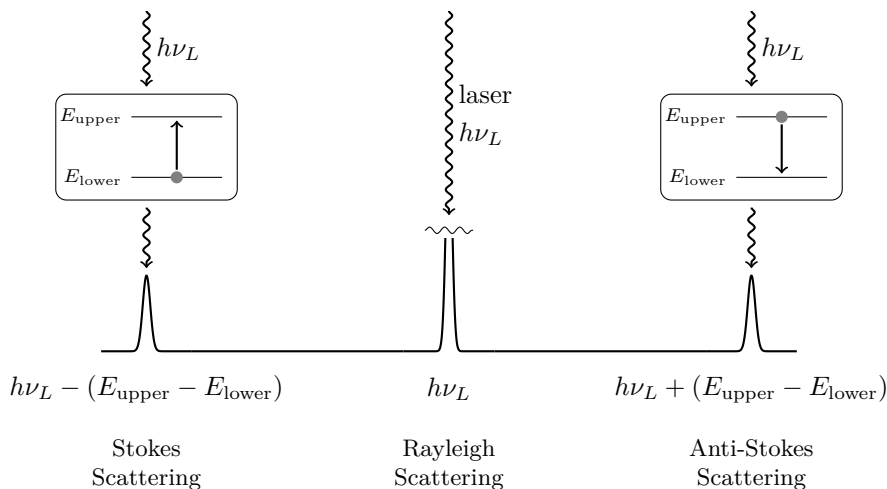 hν_L
E_upper
E_lower
laser
hν_L
hν_L
E_upper
E_lower
hν_L − (E_upper − E_lower)
hν_L
hν_L + (E_upper − E_lower)
Stokes
Scattering
Rayleigh
Scattering
Anti-Stokes
Scattering